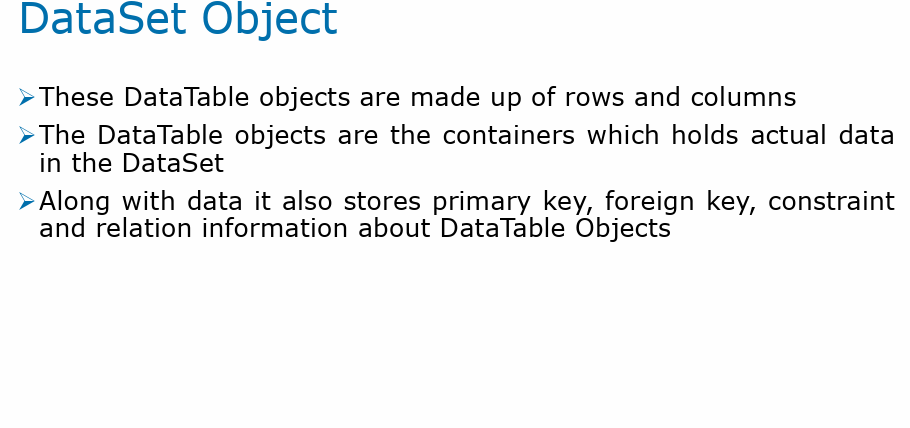 DataSet Object
➢These DataTable objects are made up of rows and columns
➢The DataTable objects are the containers which holds actual data
in the DataSet
➢Along with data it also stores primary key, foreign key, constraint
and relation information about DataTable Objects